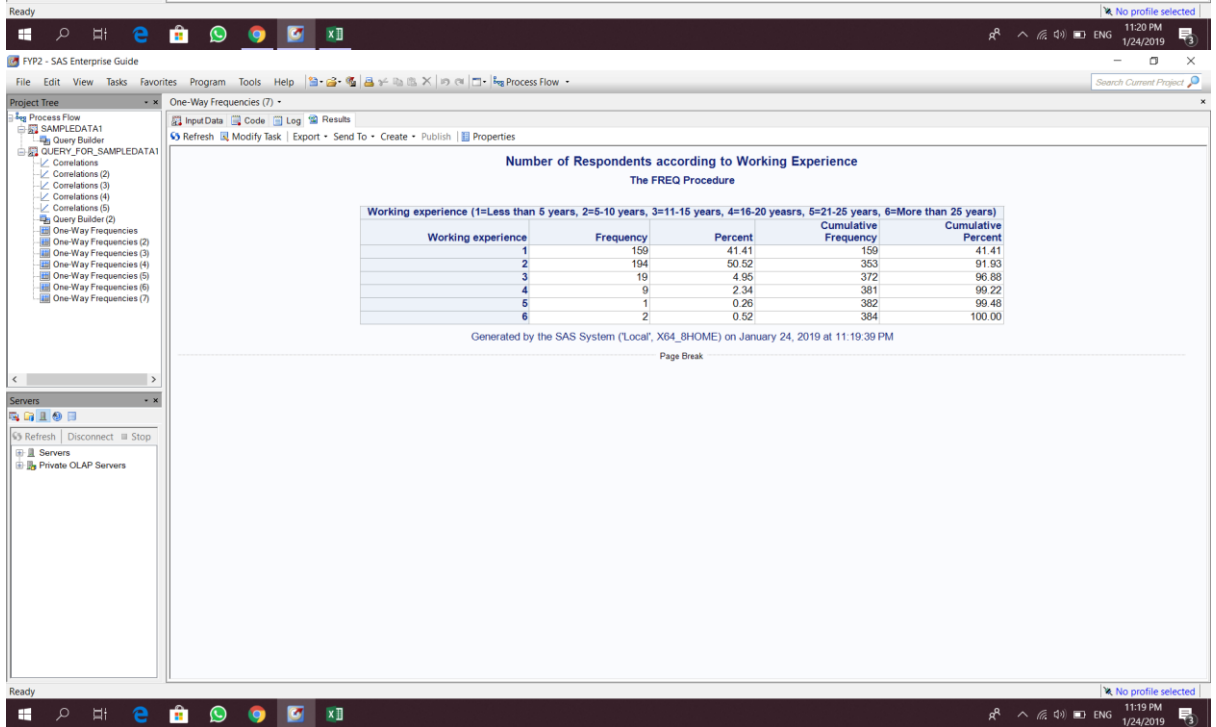 Ready
No profile selected
ENG
11:20 PM
1/24/2019
3
FYP2 - SAS Enterprise Guide
File Edit View Tasks Favorites Program Tools Help Process Flow
Search Current Project
Project Tree
One-Way Frequencies (7)
Process Flow
SAMPLEDATA1
Query Builder
QUERY_FOR_SAMPLEDATA1
Correlations
Correlations (2)
Correlations (3)
Correlations (4)
Correlations (5)
Query Builder (2)
One-Way Frequencies
One-Way Frequencies (2)
One-Way Frequencies (3)
One-Way Frequencies (4)
One-Way Frequencies (5)
One-Way Frequencies (6)
One-Way Frequencies (7)
Input Data Code Log Results
Refresh Modify Task Export Send To Create Publish Properties
Number of Respondents according to Working Experience
The FREQ Procedure
Working experience (1=Less than 5 years, 2=5-10 years, 3=11-15 years, 4=16-20 yeasrs, 5=21-25 years, 6=More than 25 years)
Working experience Frequency Percent Cumulative Frequency Cumulative Percent
1 159 41.41 159 41.41
2 194 50.52 353 91.93
3 19 4.95 372 96.88
4 9 2.34 381 99.22
5 1 0.26 382 99.48
6 2 0.52 384 100.00
Generated by the SAS System ('Local', X64_8HOME) on January 24, 2019 at 11:19:39 PM
Page Break
Servers
Refresh Disconnect Stop
Servers
Private OLAP Servers
Ready
No profile selected
ENG
11:19 PM
1/24/2019
3